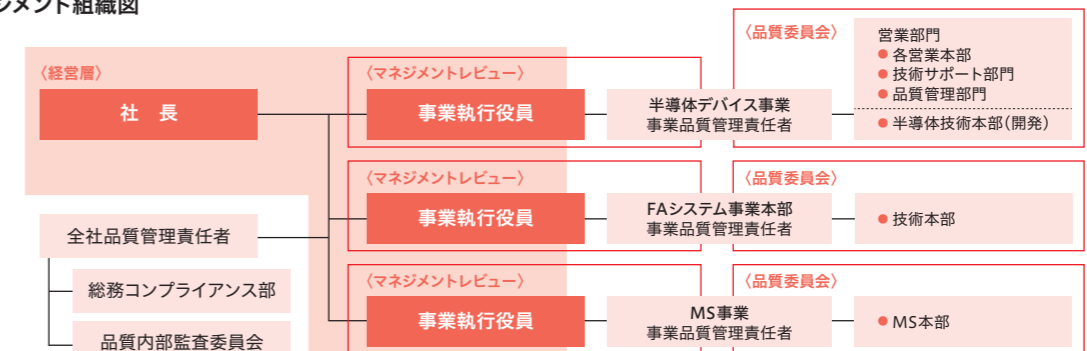 ジメント組織図
〈経営層〉
社　長
全社品質管理責任者
総務コンプライアンス部
品質内部監査委員会
〈マネジメントレビュー〉
事業執行役員
半導体デバイス事業
事業品質管理責任者
〈品質委員会〉
営業部門
● 各営業本部
● 技術サポート部門
● 品質管理部門
● 半導体技術本部(開発)
〈マネジメントレビュー〉
事業執行役員
FAシステム事業本部
事業品質管理責任者
〈品質委員会〉
● 技術本部
〈マネジメントレビュー〉
事業執行役員
MS事業
事業品質管理責任者
〈品質委員会〉
● MS本部